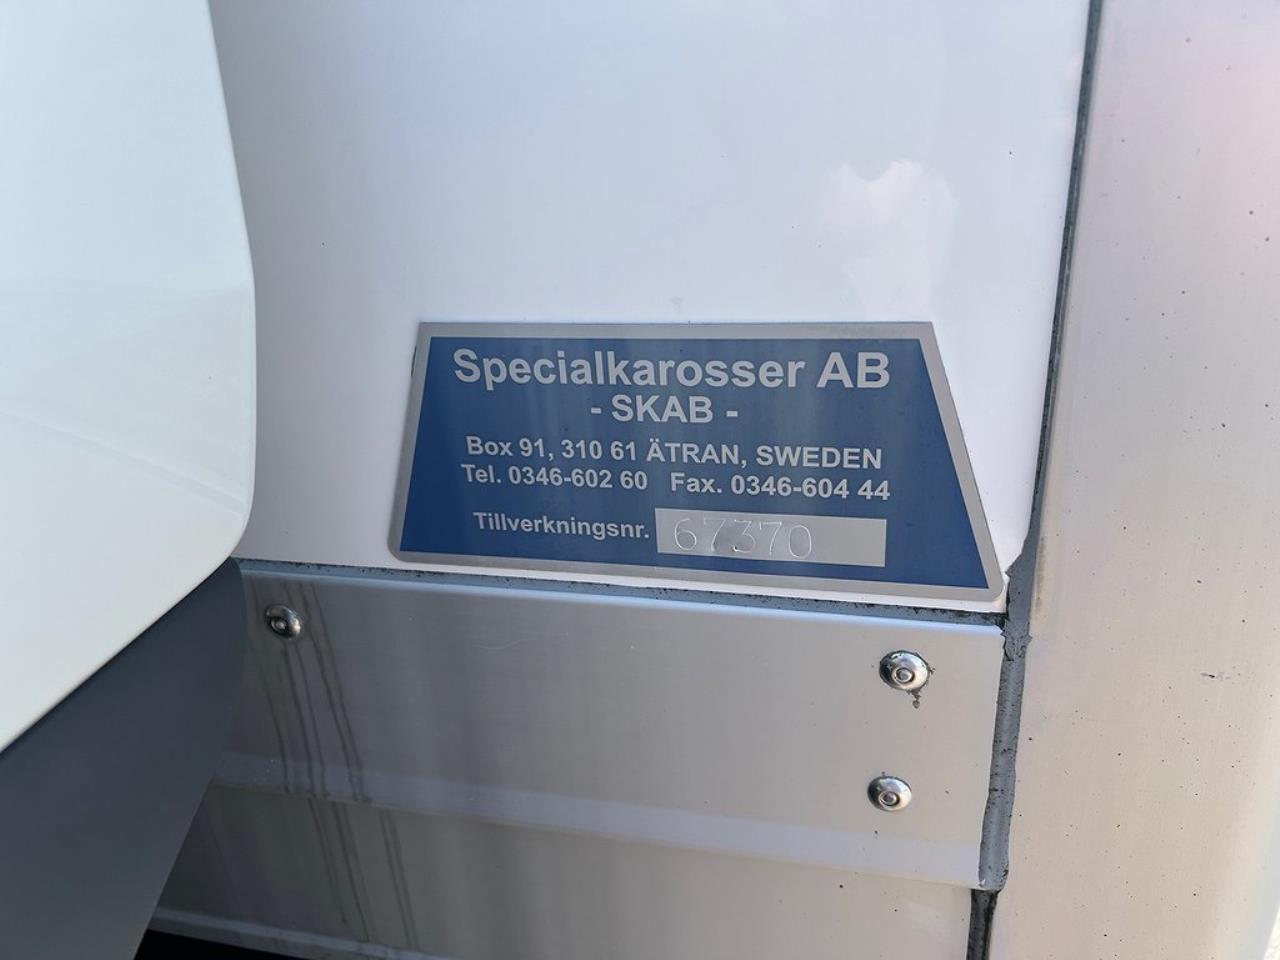 Specialkarosser AB
- SKAB -
Box 91, 310 61 ÄTRAN, SWEDEN
Tel. 0346-602 60 Fax. 0346-604 44
Tillverkningsnr. 67370